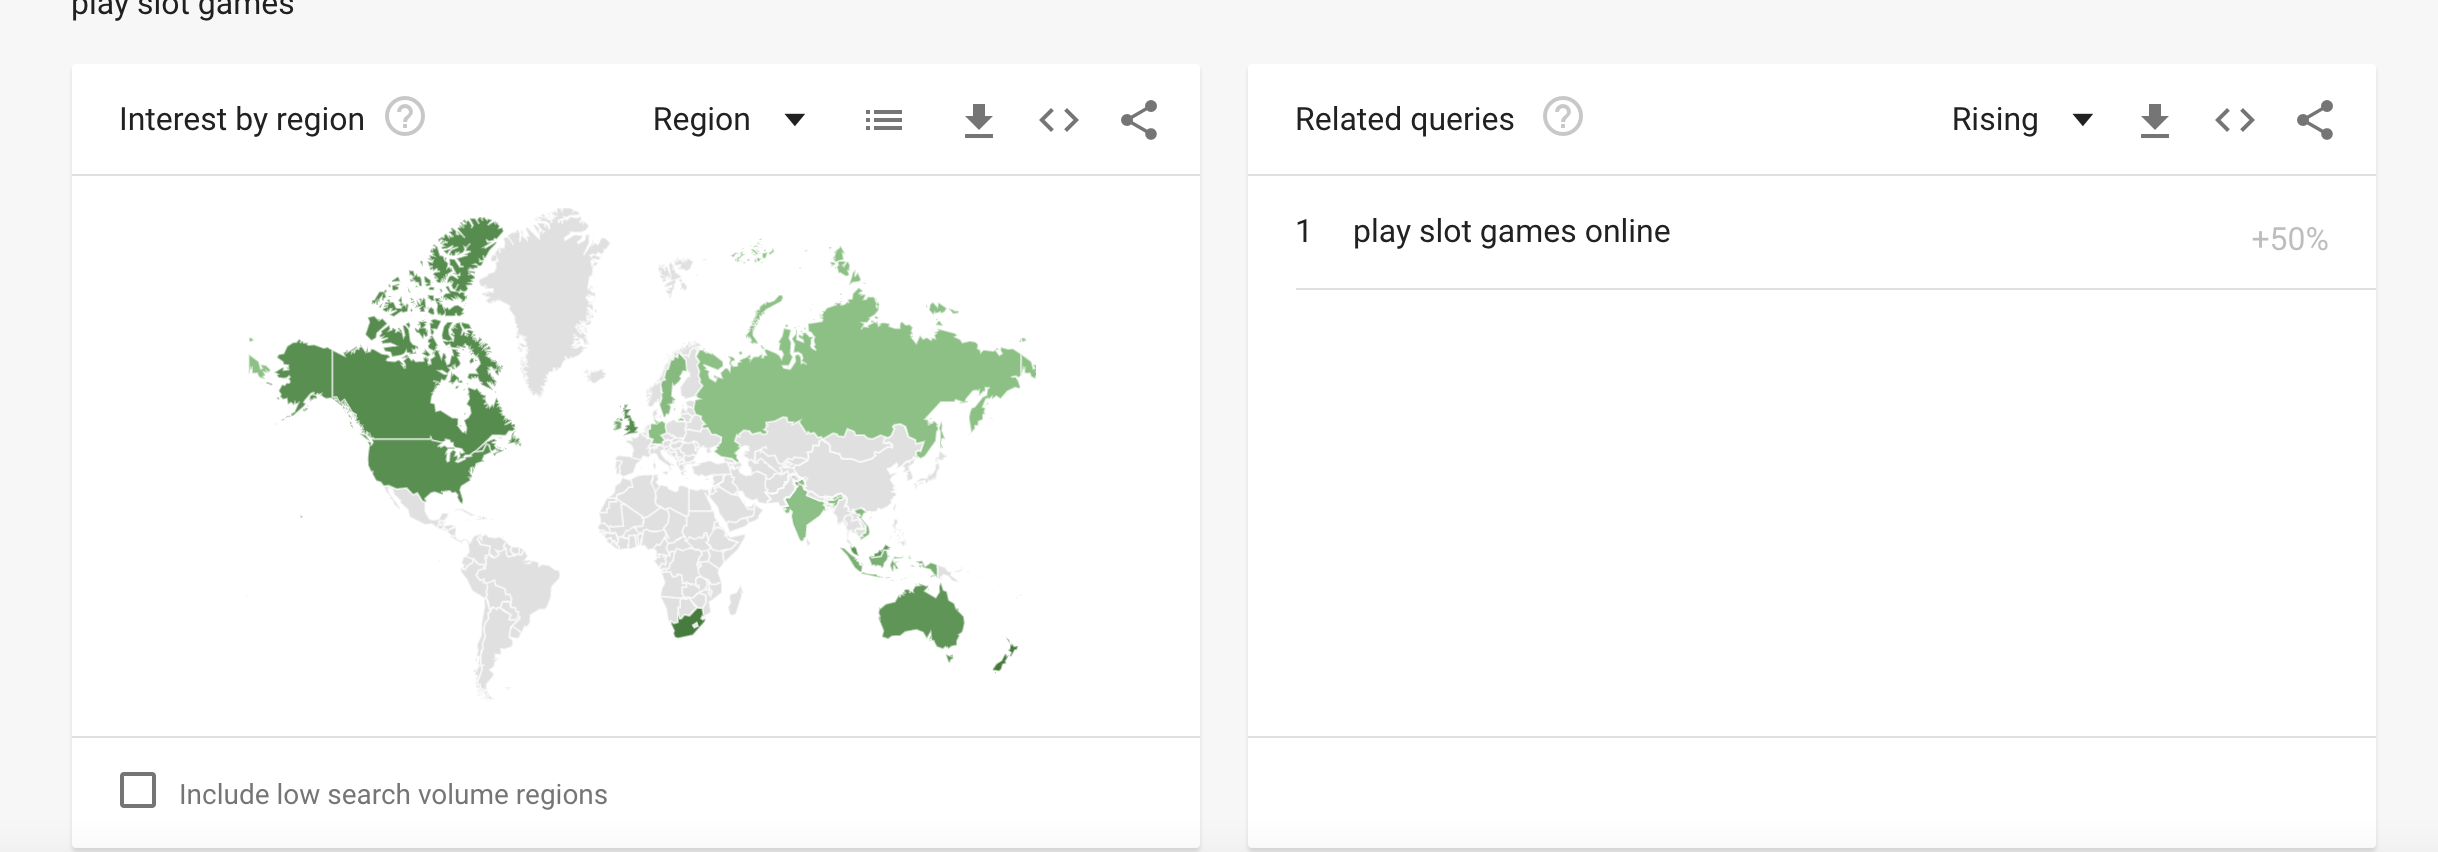 play slot games
Interest by region
Region
Related queries
Rising
1 play slot games online +50%
Include low search volume regions